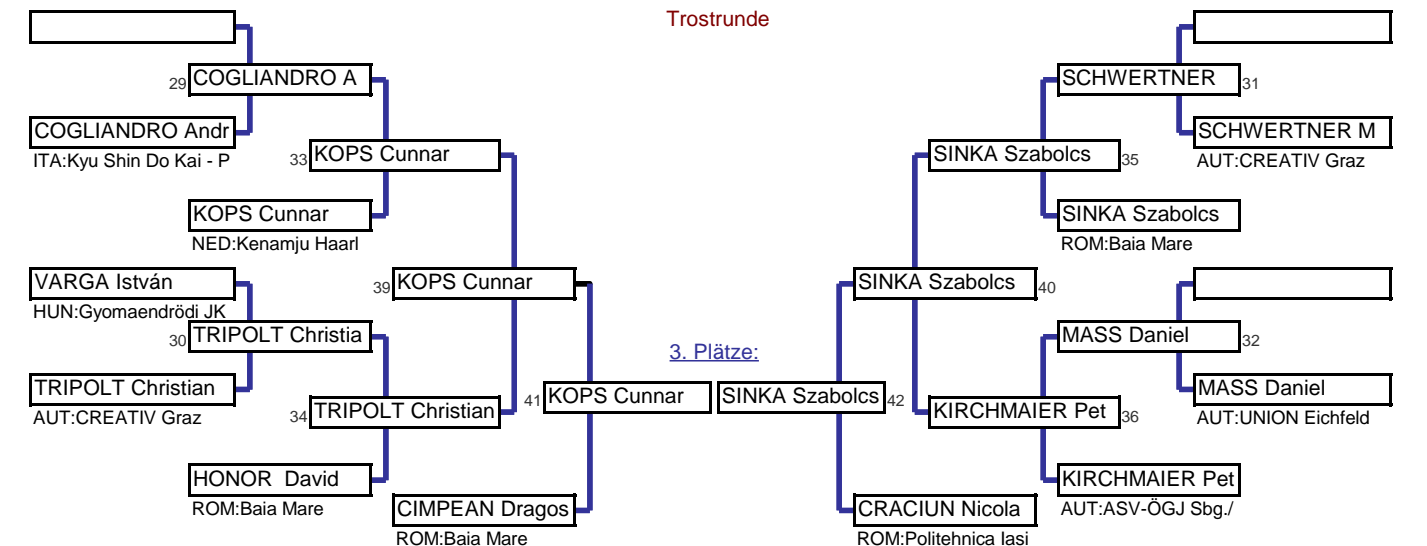 Trostrunde
29 COGLIANDRO A
SCHWERTNER 31
COGLIANDRO Andr
SCHWERTNER M
ITA:Kyu Shin Do Kai - P
33 KOPS Cunnar
SINKA Szabolcs 35
AUT:CREATIV Graz
KOPS Cunnar
SINKA Szabolcs
NED:Kenamju Haarl
ROM:Baia Mare
VARGA István
39 KOPS Cunnar
SINKA Szabolcs 40
HUN:Gyomaendrödi JK
30 TRIPOLT Christia
MASS Daniel 32
3. Plätze:
TRIPOLT Christian
41 KOPS Cunnar
SINKA Szabolcs 42
MASS Daniel
AUT:CREATIV Graz
34 TRIPOLT Christian
KIRCHMAIER Pet 36
AUT:UNION Eichfeld
HONOR  David
KIRCHMAIER Pet
ROM:Baia Mare
CIMPEAN Dragos
CRACIUN Nicola
AUT:ASV-ÖGJ Sbg./
ROM:Baia Mare
ROM:Politehnica Iasi